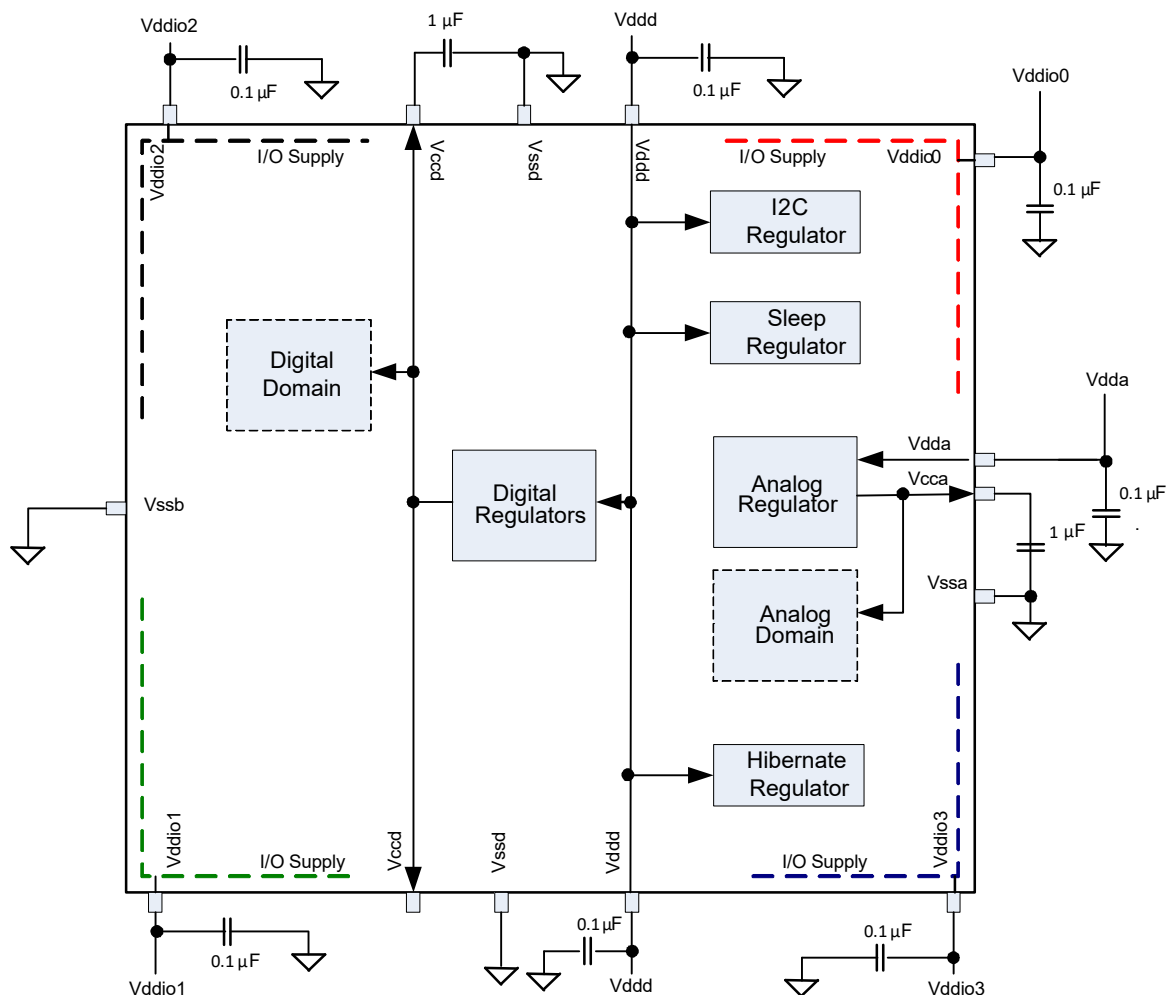 Vddio2
1 µF
Vddd
0.1 µF
0.1 µF
Vddio0
I/O Supply
I/O Supply
Vddio0
Vddio2
Vccd
Vssd
Vddd
0.1 µF
I2C
Regulator
Sleep
Regulator
Digital
Domain
Vdda
Vdda
Analog
Regulator
Vcca
Digital
Regulators
Vssb
0.1 µF
.
1 µF
Vssa
Analog
Domain
Hibernate
Regulator
Vddio1
Vccd
Vssd
Vddd
Vddio3
I/O Supply
I/O Supply
0.1 µF
0.1 µF
0.1 µF
Vddio1
Vddd
Vddio3